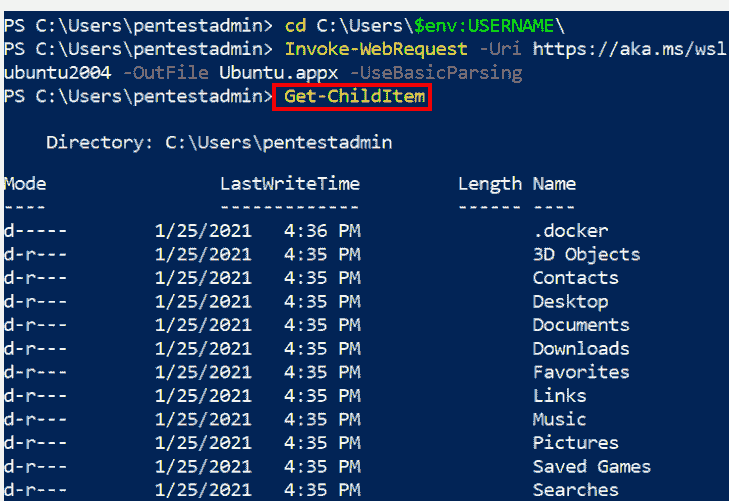 PS C:\Users\pentestadmin> cd C:\Users\$env:USERNAME\
PS C:\Users\pentestadmin> Invoke-WebRequest -Uri https://aka.ms/wsl
ubuntu2004 -OutFile Ubuntu.appx -UseBasicParsing
PS C:\Users\pentestadmin> Get-ChildItem
Directory: C:\Users\pentestadmin
Mode LastWriteTime Length Name
---- ------------- ------ ----
d----- 1/25/2021 4:36 PM .docker
d-r--- 1/25/2021 4:35 PM 3D Objects
d-r--- 1/25/2021 4:35 PM Contacts
d-r--- 1/25/2021 4:35 PM Desktop
d-r--- 1/25/2021 4:35 PM Documents
d-r--- 1/25/2021 4:35 PM Downloads
d-r--- 1/25/2021 4:35 PM Favorites
d-r--- 1/25/2021 4:35 PM Links
d-r--- 1/25/2021 4:35 PM Music
d-r--- 1/25/2021 4:35 PM Pictures
d-r--- 1/25/2021 4:35 PM Saved Games
d-r--- 1/25/2021 4:35 PM Searches